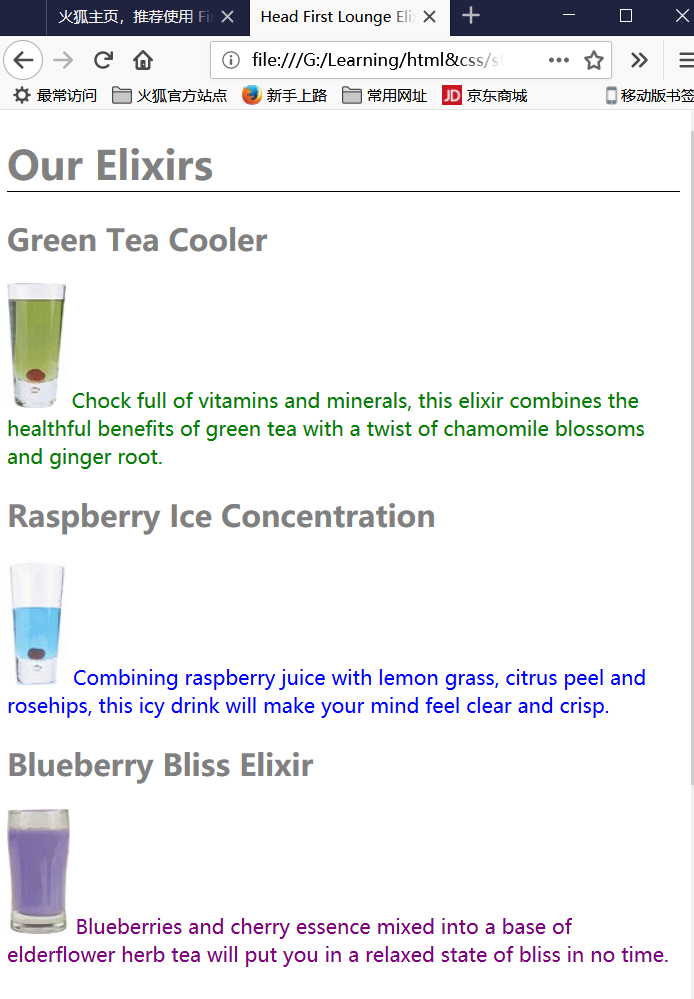 火狐主页，推荐使用 Fi
Head First Lounge Eli
file:///G:/Learning/html&css/s
最常访问 火狐官方站点 新手上路 常用网址 JD 京东商城 移动版书签
Our Elixirs
Green Tea Cooler
Chock full of vitamins and minerals, this elixir combines the
healthful benefits of green tea with a twist of chamomile blossoms
and ginger root.
Raspberry Ice Concentration
Combining raspberry juice with lemon grass, citrus peel and
rosehips, this icy drink will make your mind feel clear and crisp.
Blueberry Bliss Elixir
Blueberries and cherry essence mixed into a base of
elderflower herb tea will put you in a relaxed state of bliss in no time.